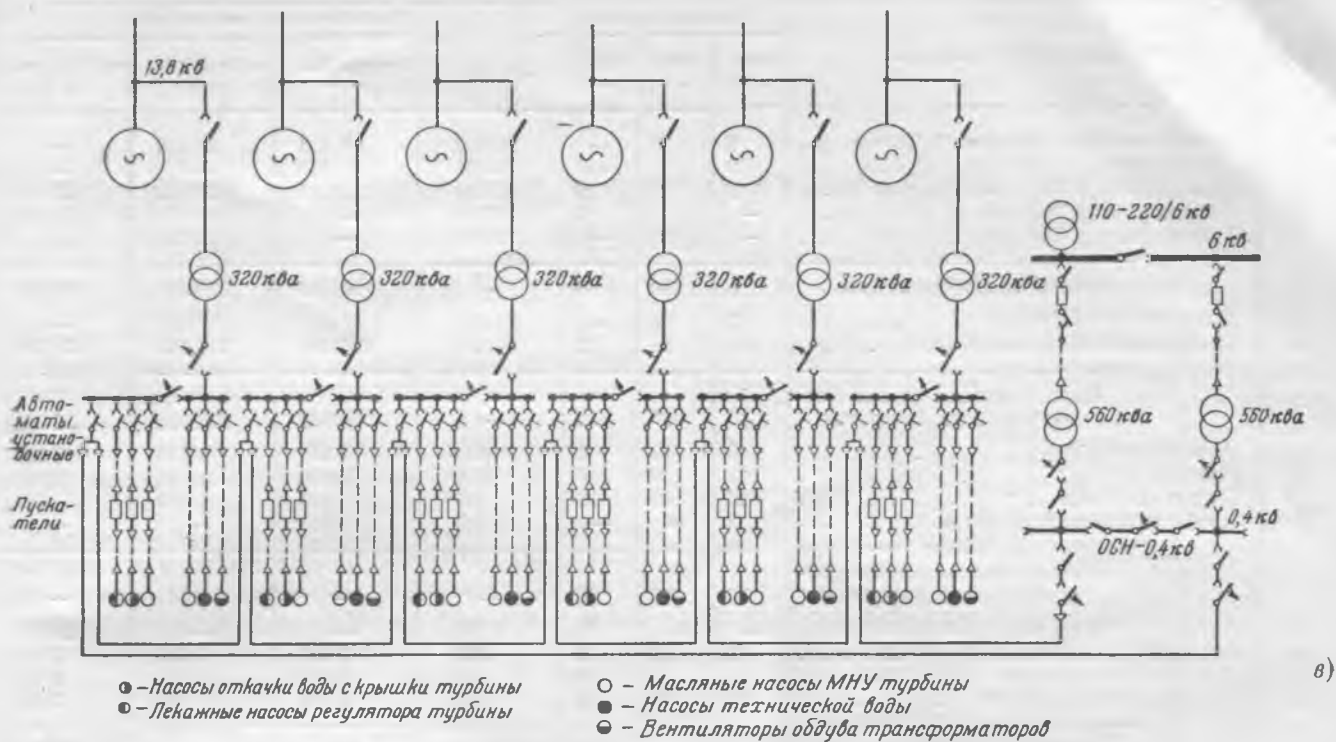 13,8 кв
110-220/6 кв
6 кв
320 ква
320 ква
320 ква
320 ква
320 ква
320 ква
Авто-
маты
устано-
вочные
560 ква
560 ква
Пуска-
тели
0,4 кв
ОСН-0,4 кв
в)
– Насосы откачки воды с крышки турбины
– Лекажные насосы регулятора турбины
– Масляные насосы МНУ турбины
– Насосы технической воды
– Вентиляторы обдува трансформаторов